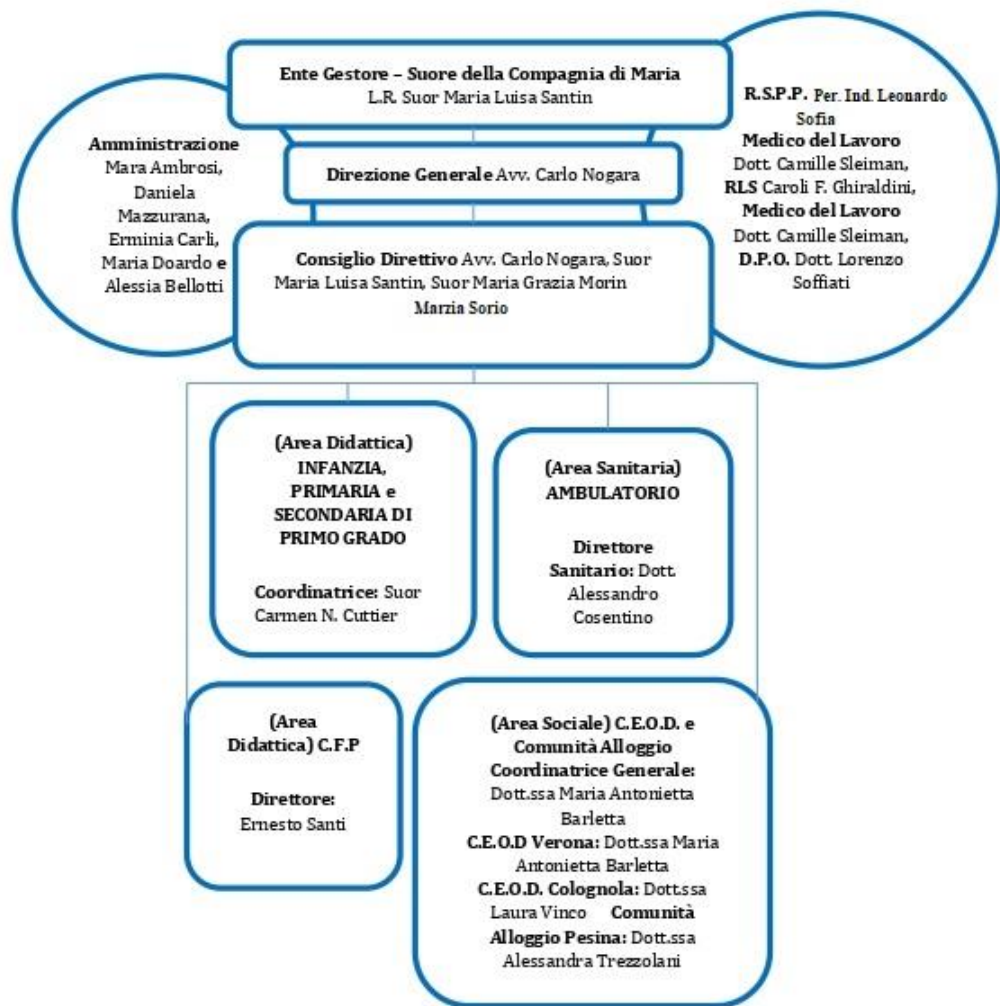 Ente Gestore – Suore della Compagnia di Maria
L.R. Suor Maria Luisa Santin
Amministrazione
Mara Ambrosi,
Daniela
Mazzurana,
Erminia Carli,
Maria Doardo e
Alessia Bellotti
R.S.P.P. Per. Ind. Leonardo
Sofia
Medico del Lavoro
Dott. Camille Sleiman,
RLS Caroli F. Ghiraldini,
Medico del Lavoro
Dott. Camille Sleiman,
D.P.O. Dott. Lorenzo
Soffiati
Direzione Generale Avv. Carlo Nogara
Consiglio Direttivo Avv. Carlo Nogara, Suor
Maria Luisa Santin, Suor Maria Grazia Morin
Marzia Sorio
(Area Didattica)
INFANZIA,
PRIMARIA e
SECONDARIA DI
PRIMO GRADO
Coordinatrice: Suor
Carmen N. Cuttier
(Area Sanitaria)
AMBULATORIO
Direttore
Sanitario: Dott.
Alessandro
Cosentino
(Area
Didattica) C.F.P
Direttore:
Ernesto Santi
(Area Sociale) C.E.O.D. e
Comunità Alloggio
Coordinatrice Generale:
Dott.ssa Maria Antonietta
Barletta
C.E.O.D Verona: Dott.ssa Maria
Antonietta Barletta
C.E.O.D. Colognola: Dott.ssa
Laura Vinco Comunità
Alloggio Pesina: Dott.ssa
Alessandra Trezzolani